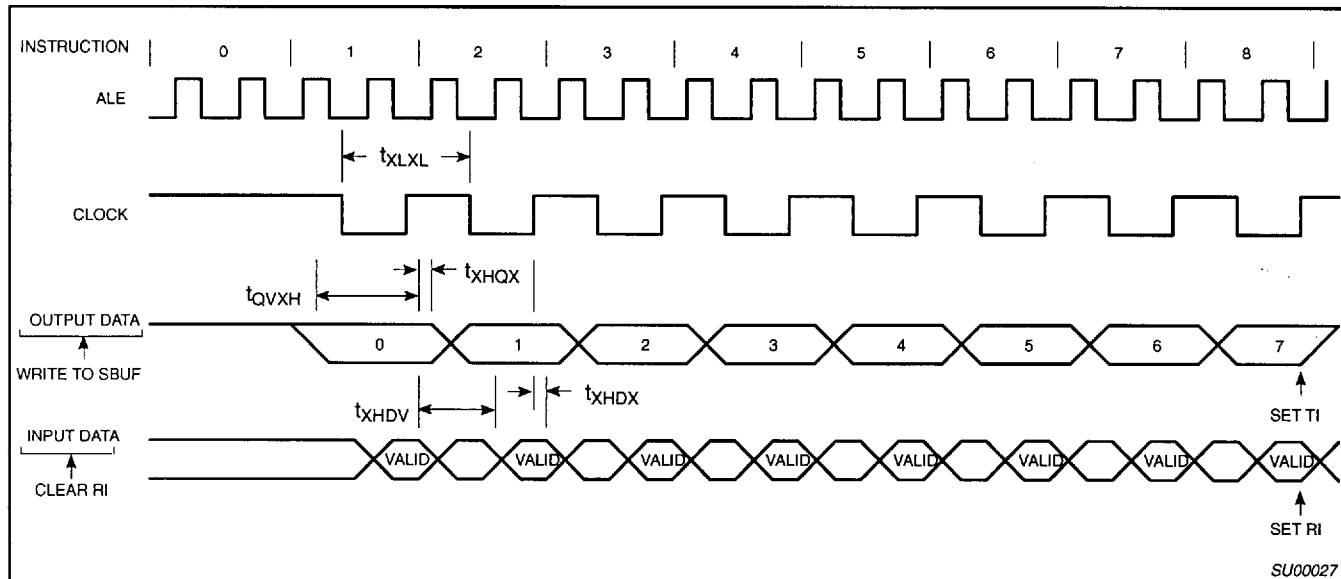 INSTRUCTION 0 1 2 3 4 5 6 7 8
ALE
tXLXL
CLOCK
tXHQX
tQVXH
OUTPUT DATA
0 1 2 3 4 5 6 7
WRITE TO SBUF
tXHDX
tXHDV
SET TI
INPUT DATA
VALID VALID VALID VALID VALID VALID VALID VALID
CLEAR RI
SET RI
SU00027